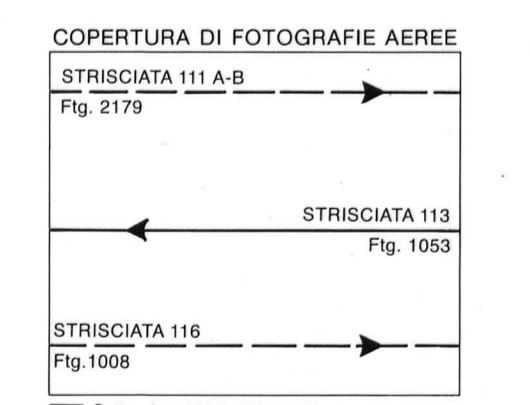 COPERTURA DI FOTOGRAFIE AEREE
STRISCIATA 111 A-B
Ftg. 2179
STRISCIATA 113
Ftg. 1053
STRISCIATA 116
Ftg.1008